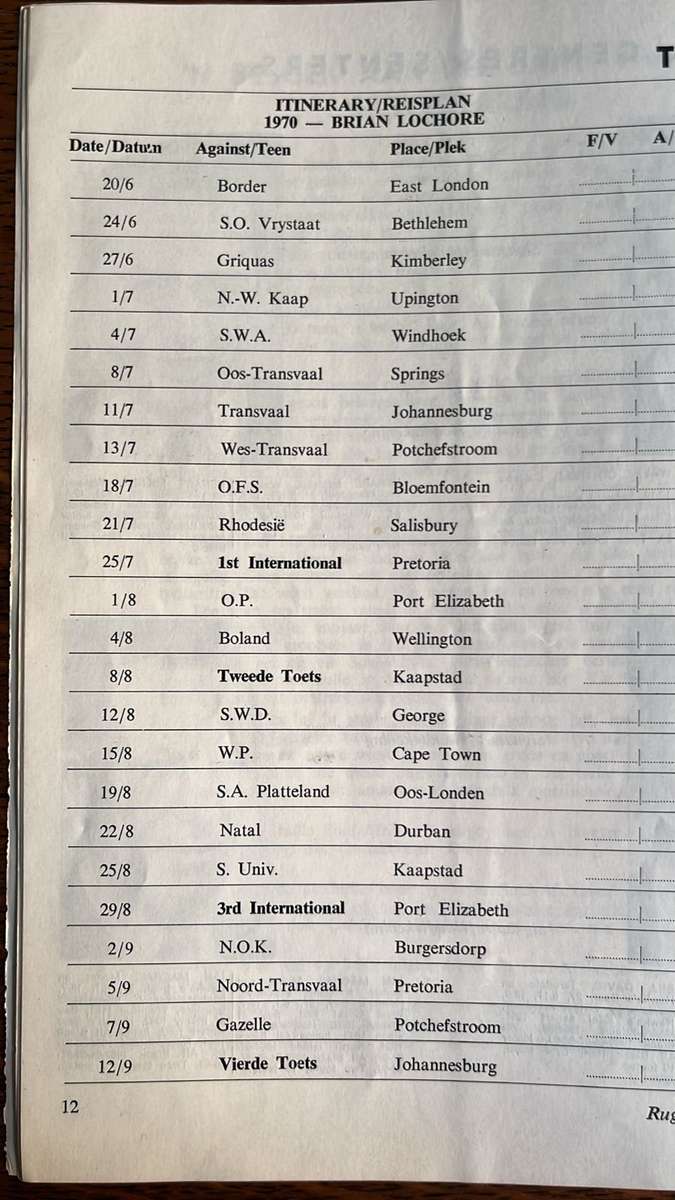 T
ITINERARY/REISPLAN
1970 — BRIAN LOCHORE
Date/Datum Against/Teen Place/Plek F/V A/
20/6 Border East London
24/6 S.O. Vrystaat Bethlehem
27/6 Griquas Kimberley
1/7 N.-W. Kaap Upington
4/7 S.W.A. Windhoek
8/7 Oos-Transvaal Springs
11/7 Transvaal Johannesburg
13/7 Wes-Transvaal Potchefstroom
18/7 O.F.S. Bloemfontein
21/7 Rhodesië Salisbury
25/7 1st International Pretoria
1/8 O.P. Port Elizabeth
4/8 Boland Wellington
8/8 Tweede Toets Kaapstad
12/8 S.W.D. George
15/8 W.P. Cape Town
19/8 S.A. Platteland Oos-Londen
22/8 Natal Durban
25/8 S. Univ. Kaapstad
29/8 3rd International Port Elizabeth
2/9 N.O.K. Burgersdorp
5/9 Noord-Transvaal Pretoria
7/9 Gazelle Potchefstroom
12/9 Vierde Toets Johannesburg
12 Rug